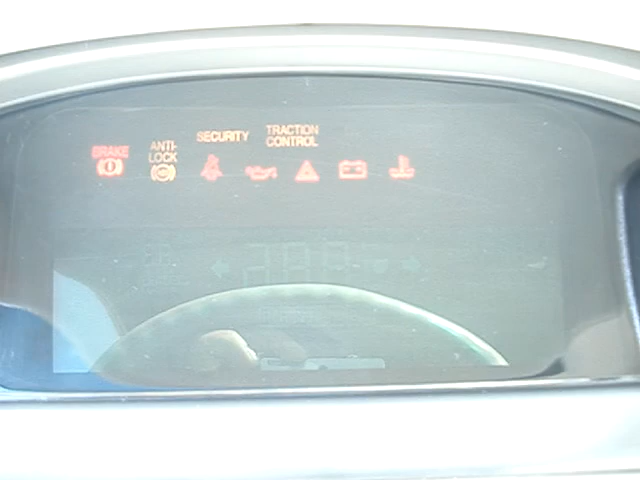 BRAKE
ANTI-
LOCK
SECURITY
TRACTION
CONTROL